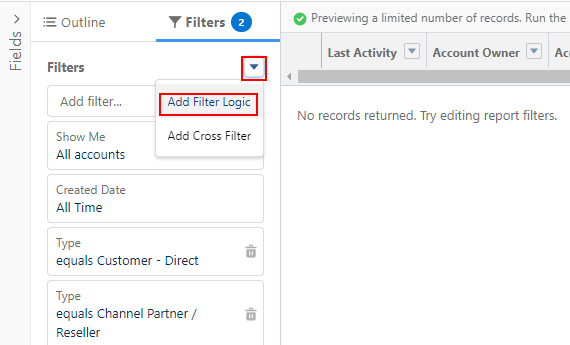 Fields
Outline
Filters 2
Filters
Add filter...
Add Filter Logic
Add Cross Filter
Show Me
All accounts
Created Date
All Time
Type
equals Customer - Direct
Type
equals Channel Partner /
Reseller
Previewing a limited number of records. Run the
Last Activity Account Owner Acc
No records returned. Try editing report filters.